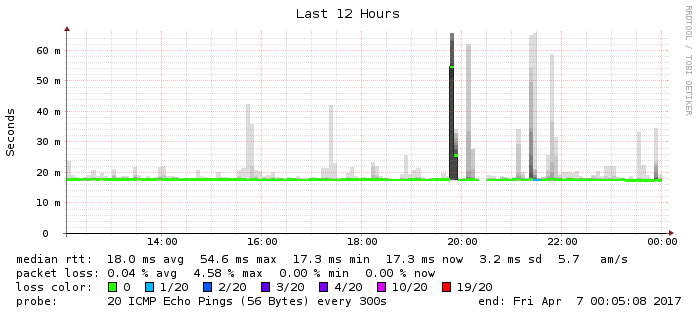 Last 12 Hours
RRDTOOL / TOBI OETIKER
Seconds
60 m
50 m
40 m
30 m
20 m
10 m
0
14:00 16:00 18:00 20:00 22:00 00:00
median rtt: 18.0 ms avg 54.6 ms max 17.3 ms min 17.3 ms now 3.2 ms sd 5.7 am/s
packet loss: 0.04 % avg 4.58 % max 0.00 % min 0.00 % now
loss color: 0 1/20 2/20 3/20 4/20 10/20 19/20
probe: 20 ICMP Echo Pings (56 Bytes) every 300s end: Fri Apr 7 00:05:08 2017